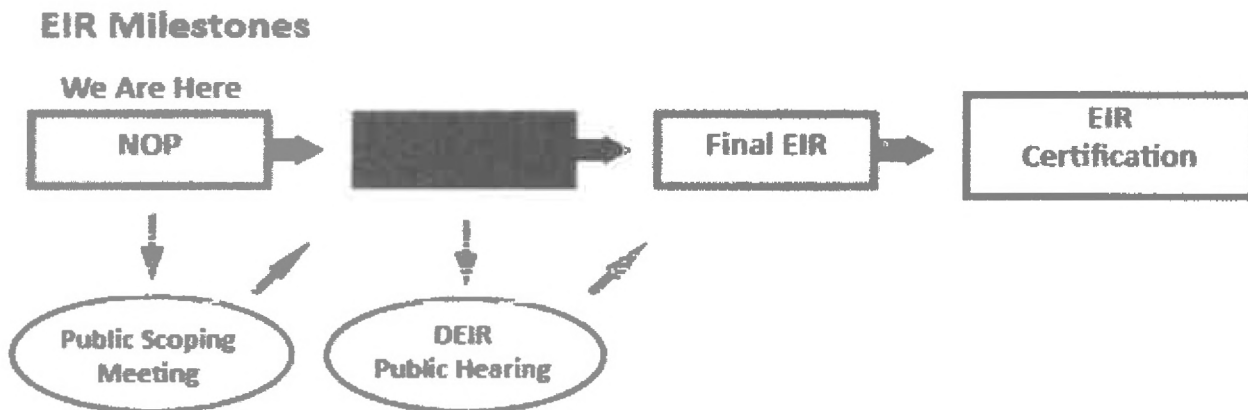 EIR Milestones
We Are Here
NOP
Final EIR
EIR
Certification
Public Scoping
Meeting
DEIR
Public Hearing